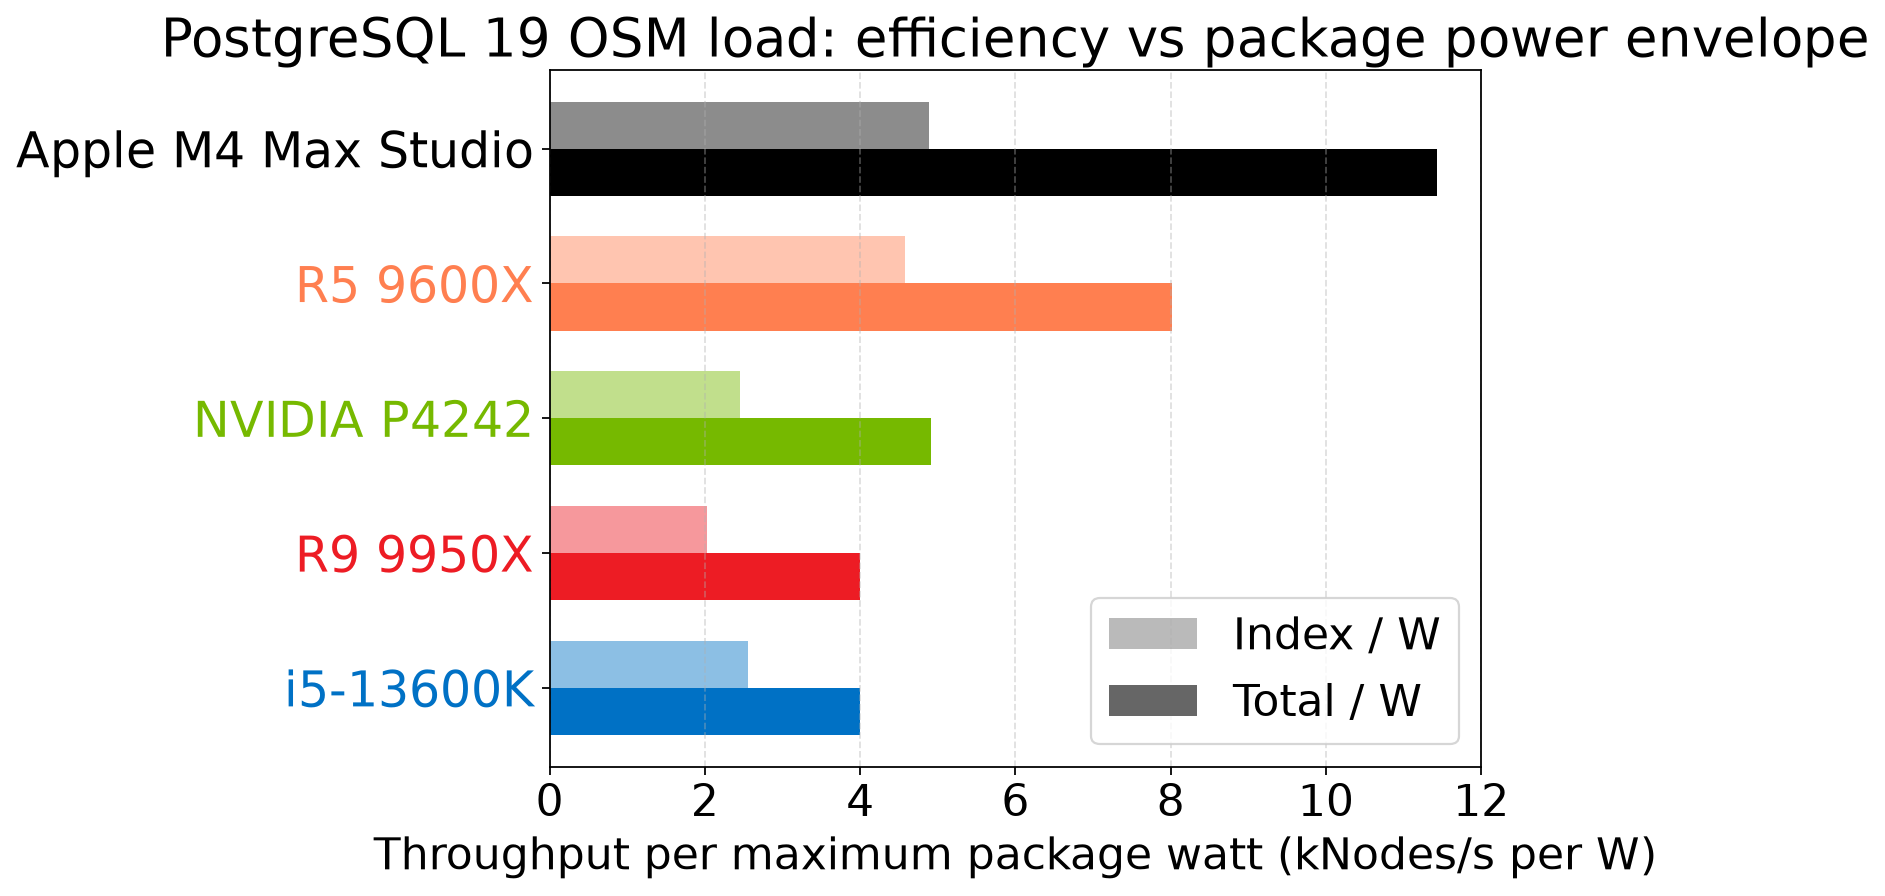 PostgreSQL 19 OSM load: efficiency vs package power envelope
Apple M4 Max Studio
R5 9600X
NVIDIA P4242
R9 9950X
i5-13600K
Index / W
Total / W
0 2 4 6 8 10 12
Throughput per maximum package watt (kNodes/s per W)